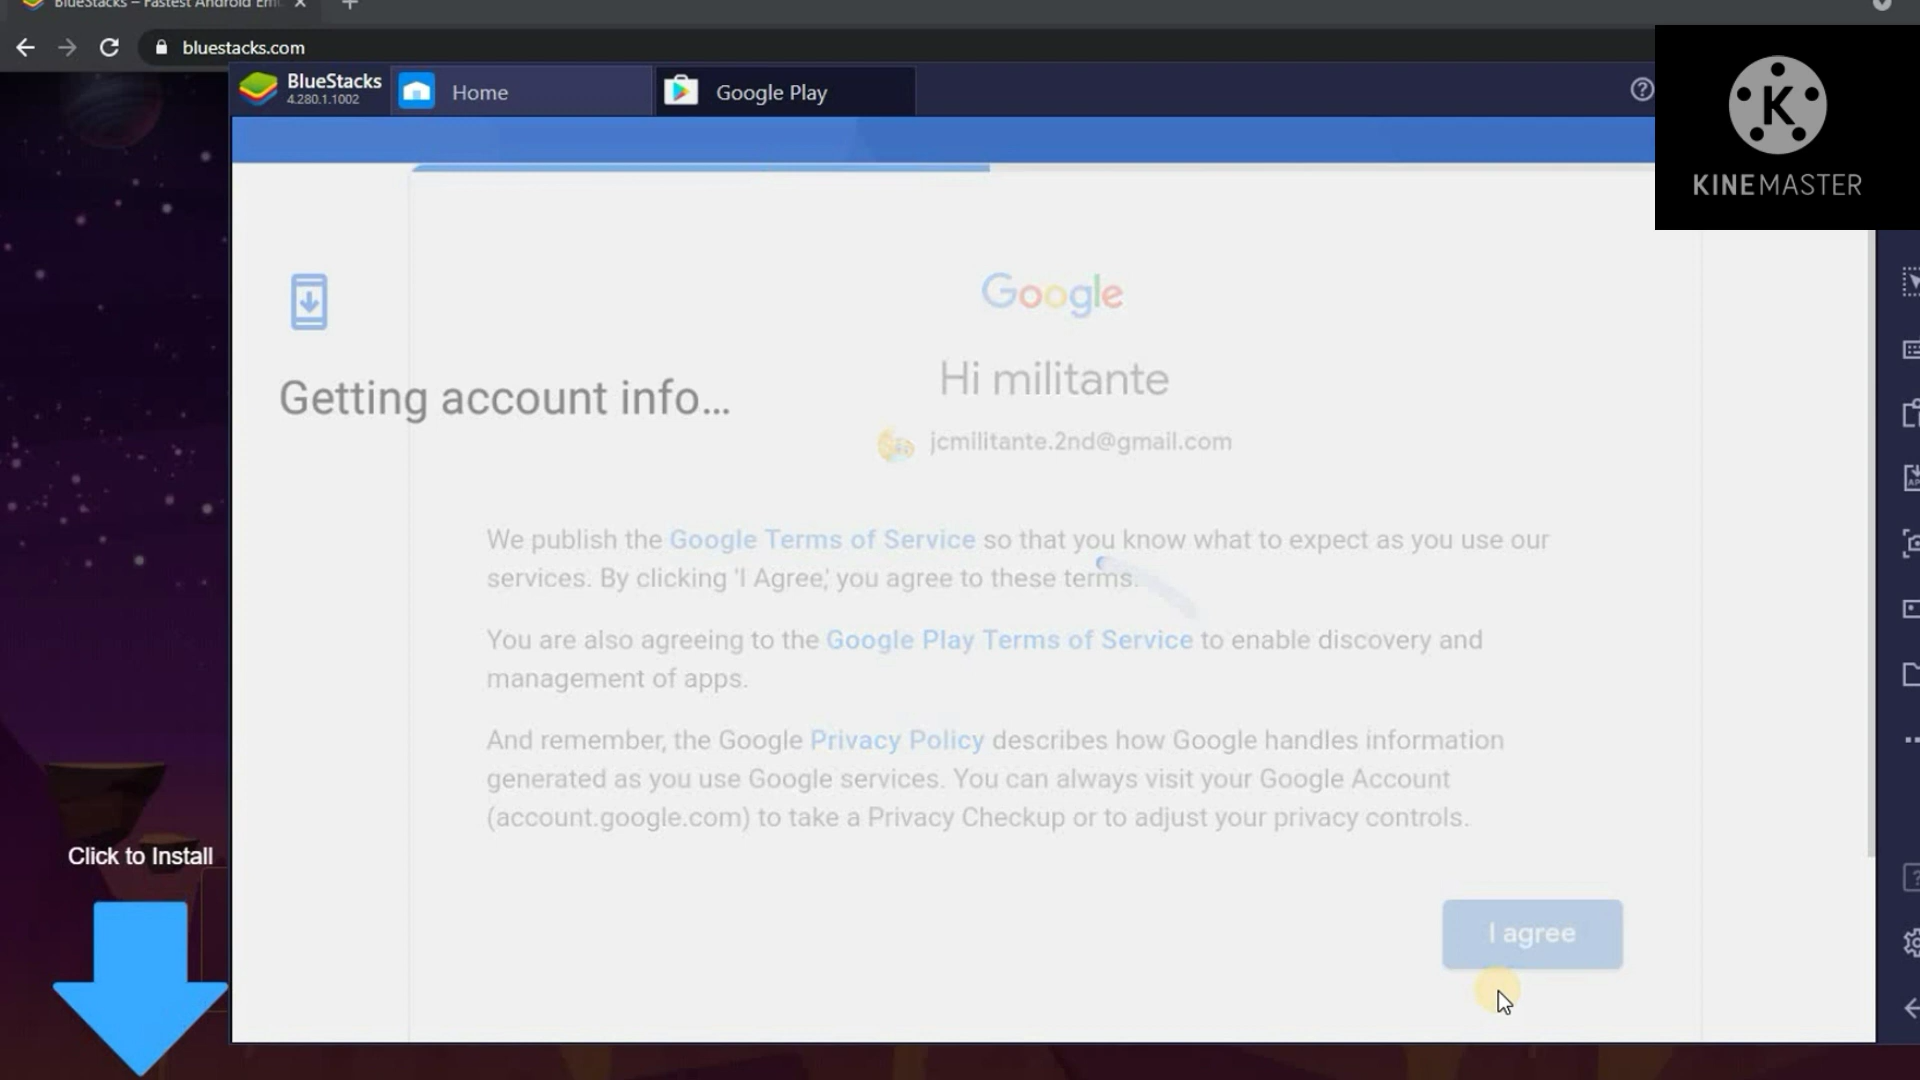 BlueStacks – Fastest Android Em
bluestacks.com
BlueStacks
4.280.1.1002
Home
Google Play
KINEMASTER
Google
Hi militante
Getting account info...
jcmilitante.2nd@gmail.com
We publish the Google Terms of Service so that you know what to expect as you use our
services. By clicking 'I Agree,' you agree to these terms.
You are also agreeing to the Google Play Terms of Service to enable discovery and
management of apps.
And remember, the Google Privacy Policy describes how Google handles information
generated as you use Google services. You can always visit your Google Account
(account.google.com) to take a Privacy Checkup or to adjust your privacy controls.
Click to Install
I agree